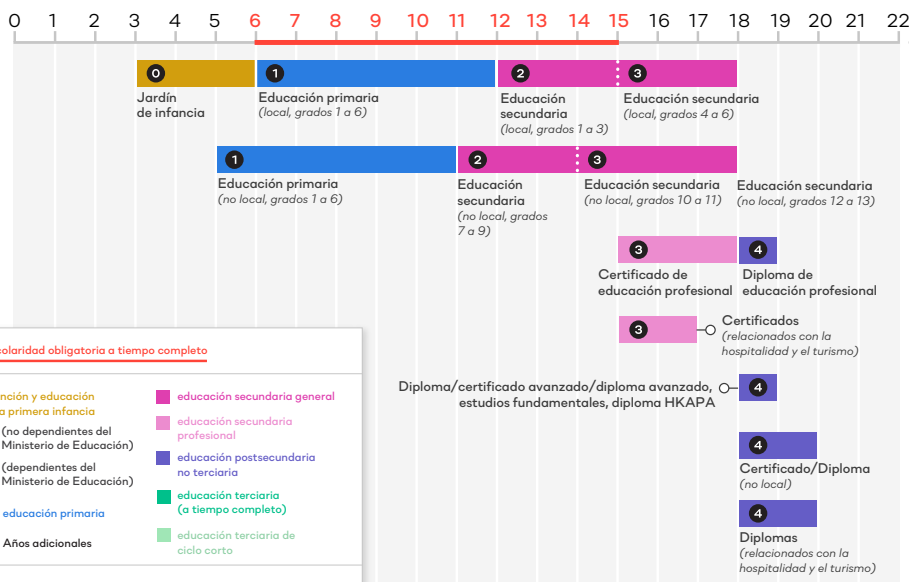 0 1 2 3 4 5 6 7 8 9 10 11 12 13 14 15 16 17 18 19 20 21 22
0 1 2 3
Jardín
de infancia
Educación primaria
(local, grados 1 a 6)
Educación
secundaria
(local, grados 1 a 3)
Educación secundaria
(local, grados 4 a 6)
1 2 3
Educación primaria
(no local, grados 1 a 6)
Educación
secundaria
(no local, grados
7 a 9)
Educación secundaria
(no local, grados 10 a 11)
Educación secundaria
(no local, grados 12 a 13)
3 4
Certificado de
educación profesional
Diploma de
educación profesional
3
Certificados
(relacionados con la
hospitalidad y el turismo)
Diploma/certificado avanzado/diploma avanzado,
estudios fundamentales, diploma HKAPA
4
4
Certificado/Diploma
(no local)
4
Diplomas
(relacionados con la
hospitalidad y el turismo)
colaridad obligatoria a tiempo completo
nción y educación
a primera infancia
(no dependientes del
Ministerio de Educación)
(dependientes del
Ministerio de Educación)
educación primaria
Años adicionales
educación secundaria general
educación secundaria
profesional
educación postsecundaria
no terciaria
educación terciaria
(a tiempo completo)
educación terciaria de
ciclo corto